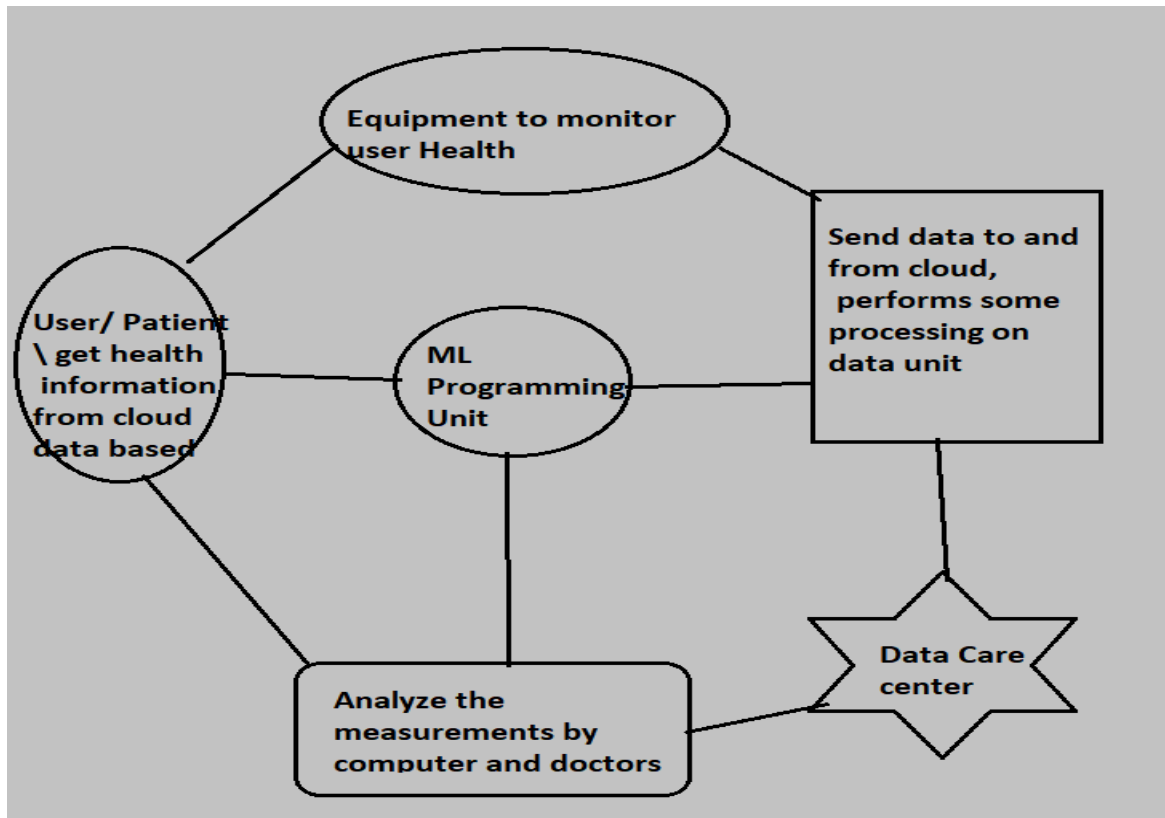 Equipment to monitor
user Health
Send data to and
from cloud,
performs some
processing on
data unit
User/ Patient
\ get health
information
from cloud
data based
ML
Programming
Unit
Data Care
center
Analyze the
measurements by
computer and doctors